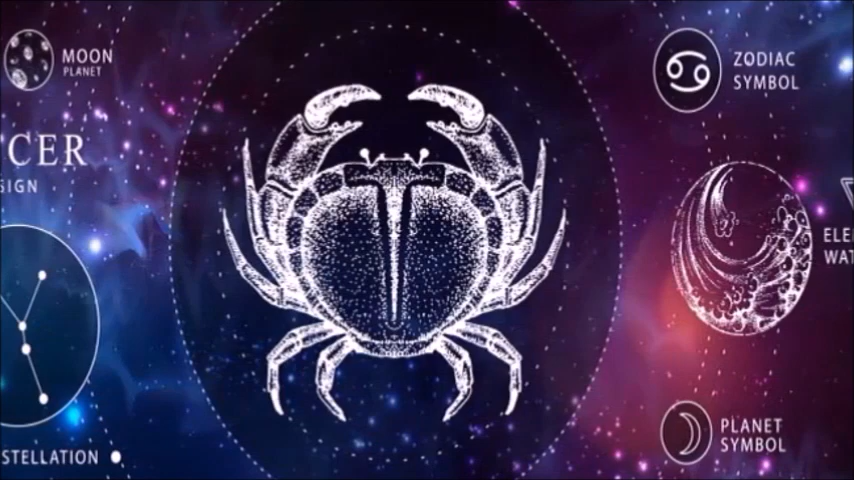 MOON
PLANET
ZODIAC
SYMBOL
CER
SIGN
ELE
WAT
STELLATION
PLANET
SYMBOL